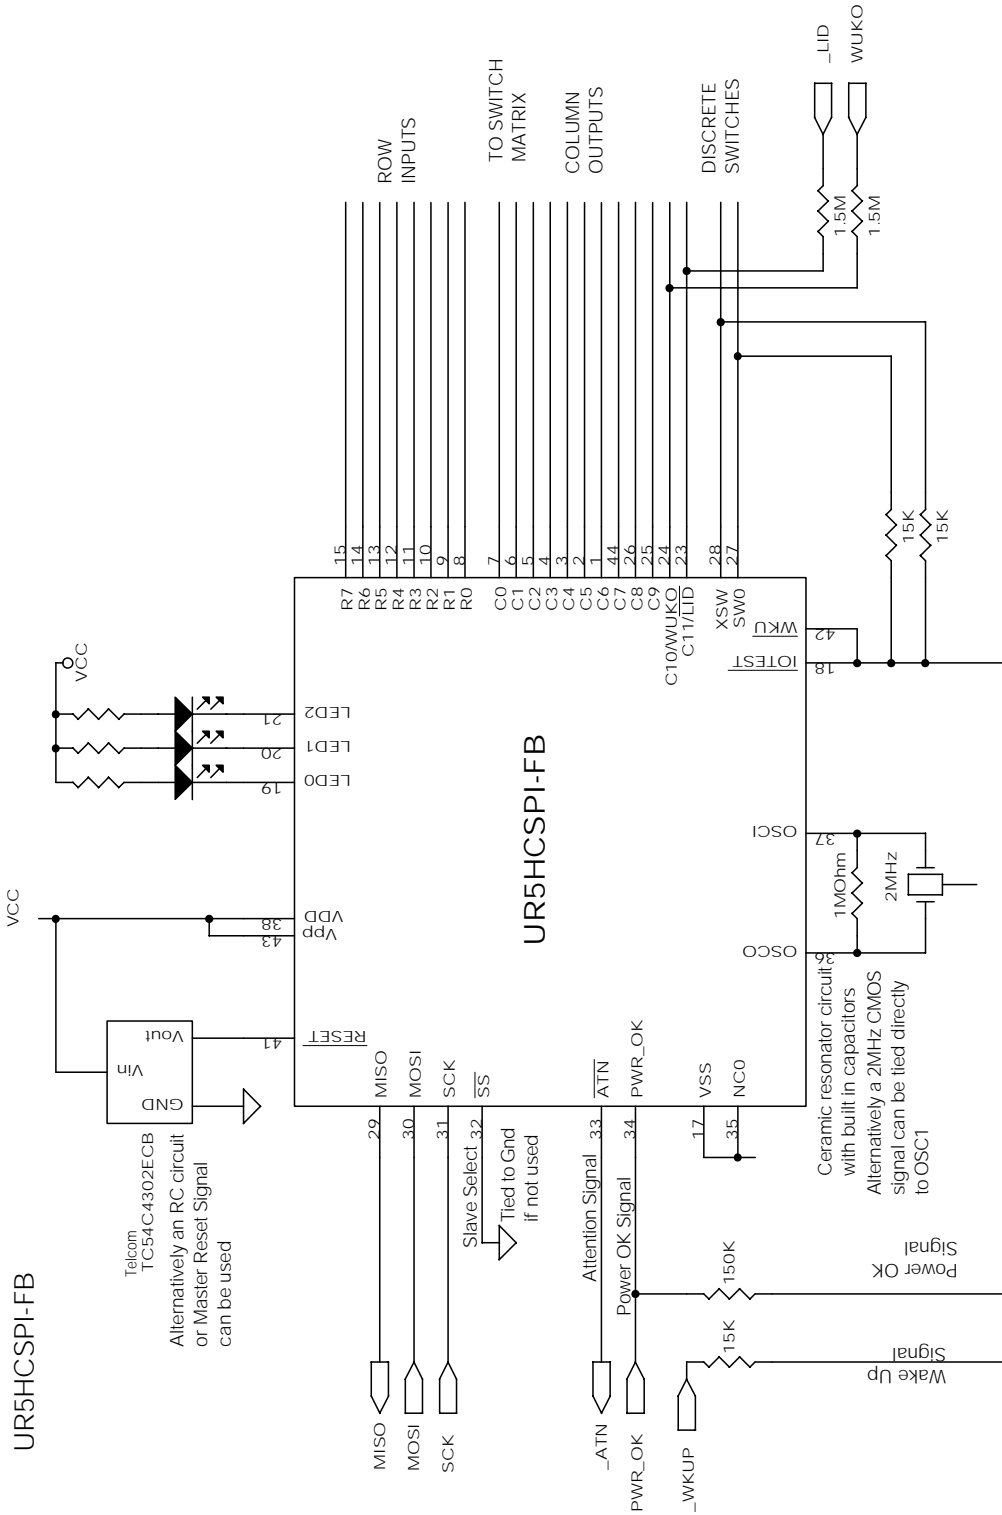 UR5HCSPI-FB
VCC
VCC
Telcom
TC54C4302ECB
Alternatively an RC circuit
or Master Reset Signal
can be used
Vin
Vout
GND
41
RESET
43
Vpp
38
VDD
19
LED0
20
LED1
21
LED2
UR5HCSPI-FB
MISO
29
MISO
MOSI
30
MOSI
SCK
31
SCK
Slave Select
32
SS
Tied to Gnd
if not used
_ATN
Attention Signal
33
ATN
PWR_OK
Power OK Signal
34
PWR_OK
_WKUP
17
VSS
35
NC0
15K
150K
Wake Up
Signal
Power OK
Signal
R7
15
R6
14
R5
13
R4
12
R3
11
R2
10
R1
9
R0
8
ROW
INPUTS
C0
7
C1
6
C2
5
C3
4
C4
3
C5
2
C6
1
C7
44
C8
26
C9
25
C10/WUKO
24
C11/LID
23
TO SWITCH
MATRIX
COLUMN
OUTPUTS
XSW
28
SW0
27
DISCRETE
SWITCHES
_LID
1.5M
WUKO
1.5M
15K
15K
WKU
42
IOTEST
18
OSCI
37
OSCO
36
1MOhm
2MHz
Ceramic resonator circuit
with built in capacitors
Alternatively a 2MHz CMOS
signal can be tied directly
to OSC1